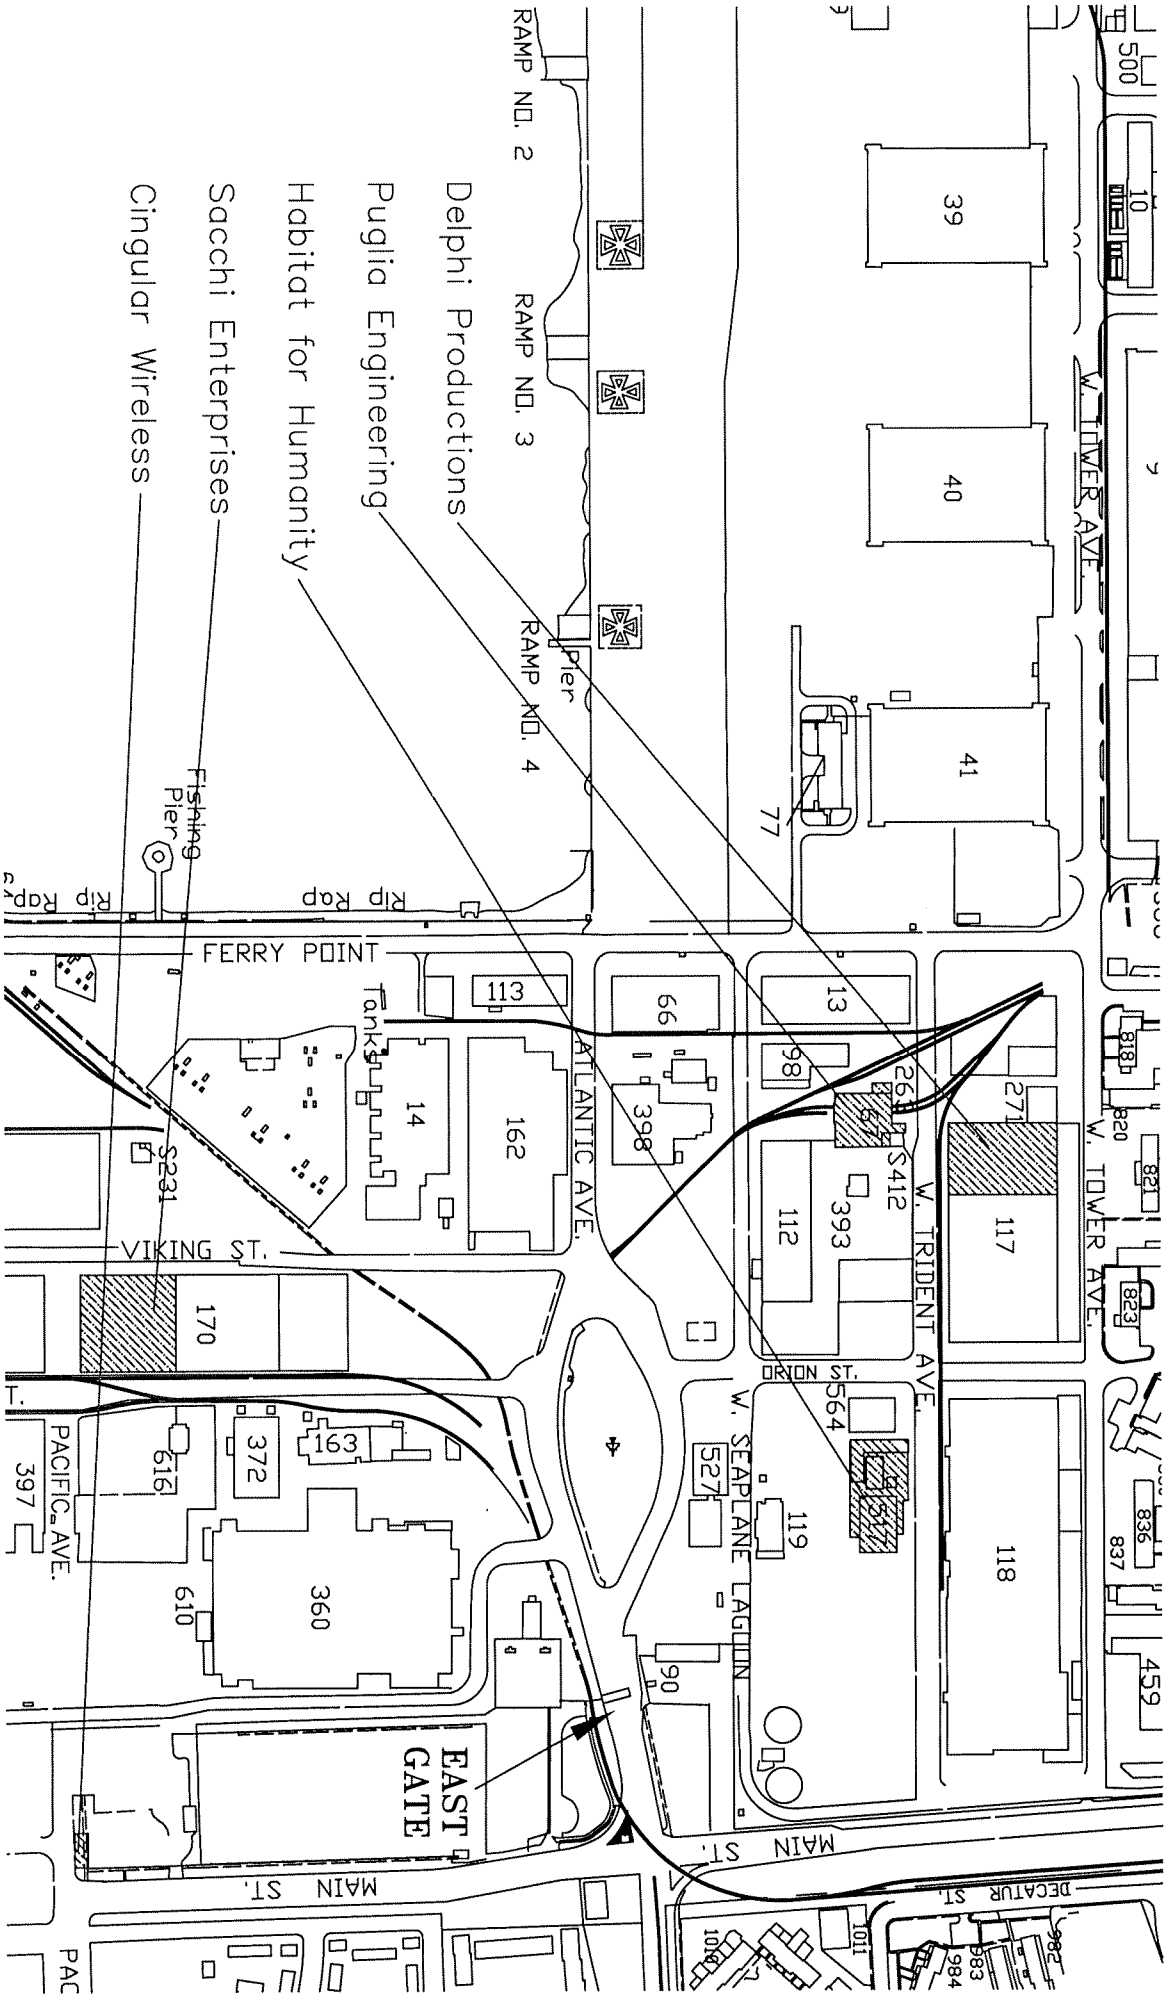 Delphi Productions
Puglia Engineering
Habitat for Humanity
Sacchi Enterprises
Cingular Wireless
RAMP NO. 2
RAMP NO. 3
RAMP NO. 4
Pier
Fishing
Pier
Rip
Rap
Rip
Rap
FERRY POINT
W. TOWER AVE.
W. TOWER AVE.
W. TRIDENT AVE.
W. SEAPLANE LAGOON
ATLANTIC AVE.
ORION ST.
VIKING ST.
PACIFIC AVE.
PAC
MAIN ST.
MAIN ST.
DECATUR ST.
EAST
GATE
Tanks
500
10
9
39
40
41
77
13
66
113
98
14
162
398
67
271
S412
393
112
117
818
820
821
823
836
837
459
118
564
517
527
119
90
170
S231
616
372
163
397
360
610
1011
982
983
984
T.